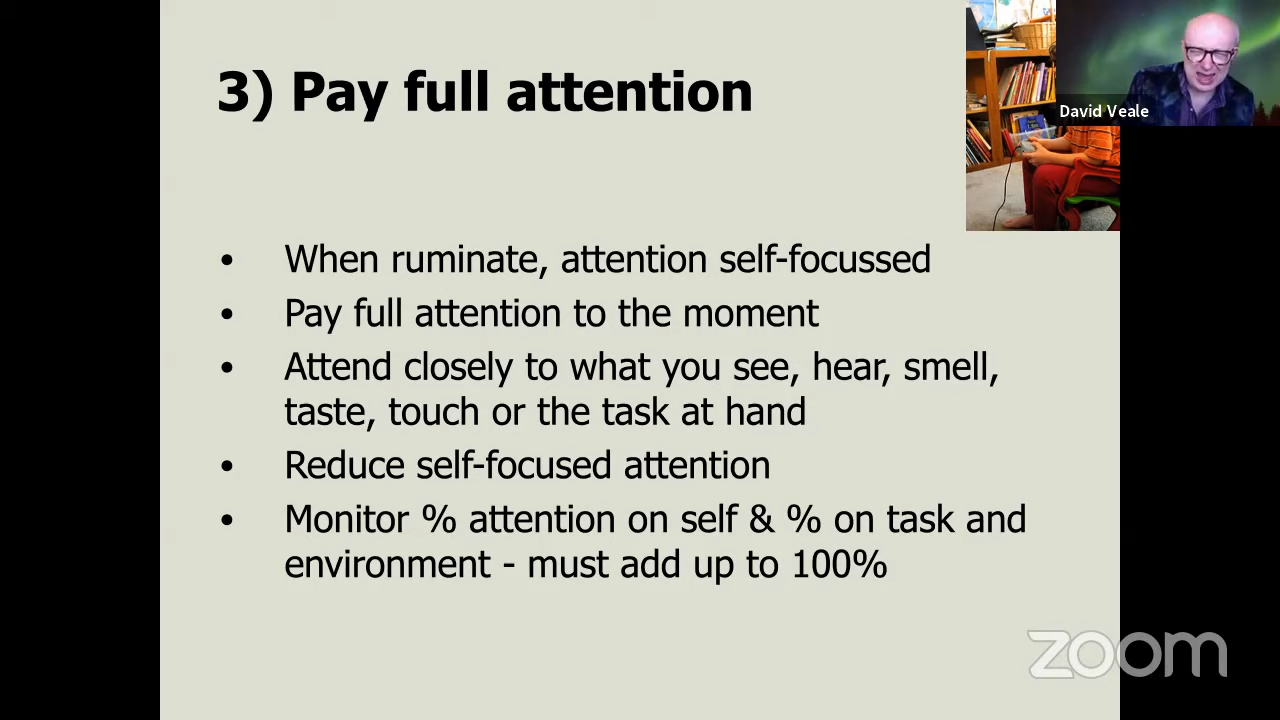 3) Pay full attention
David Veale
• When ruminate, attention self-focussed
• Pay full attention to the moment
• Attend closely to what you see, hear, smell,
taste, touch or the task at hand
• Reduce self-focused attention
• Monitor % attention on self & % on task and
environment - must add up to 100%
zoom